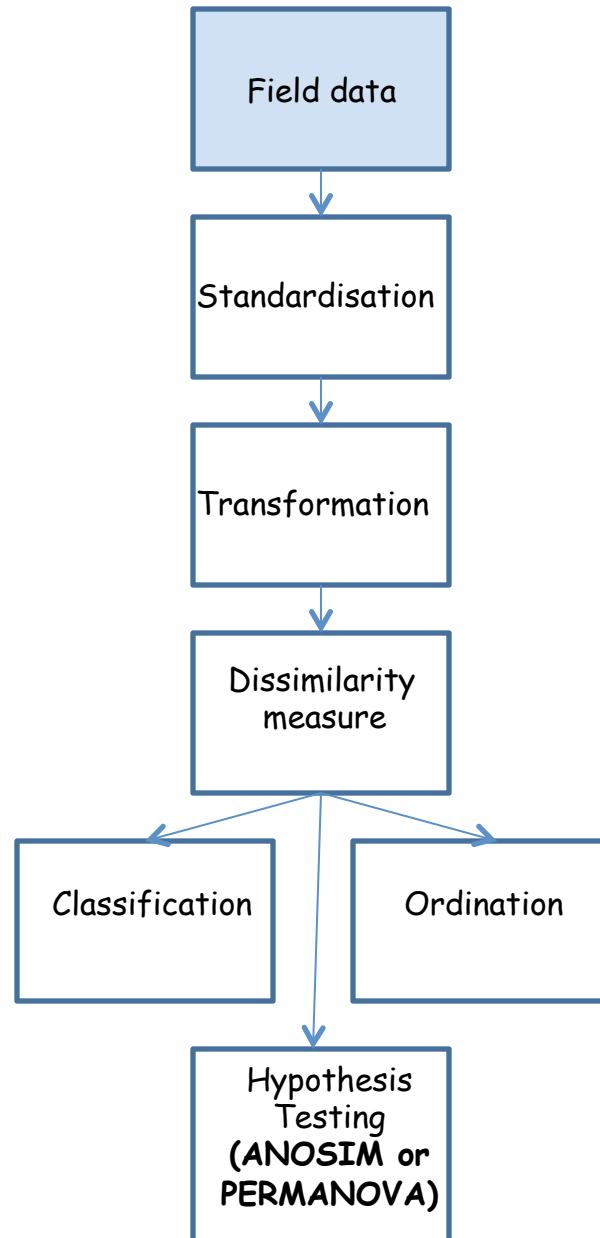 Field data
Standardisation
Transformation
Dissimilarity
measure
Classification
Ordination
Hypothesis
Testing
(ANOSIM or
PERMANOVA)